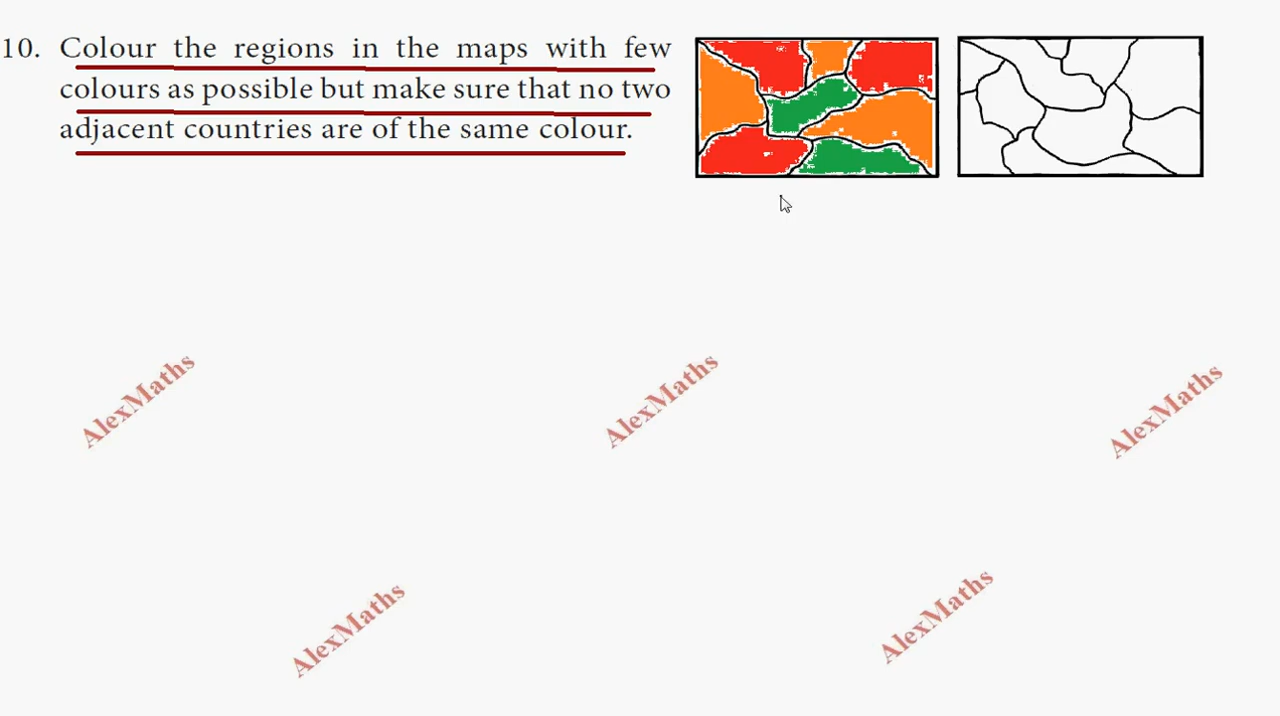 10. Colour the regions in the maps with few
colours as possible but make sure that no two
adjacent countries are of the same colour.
AlexMaths
AlexMaths
AlexMaths
AlexMaths
AlexMaths